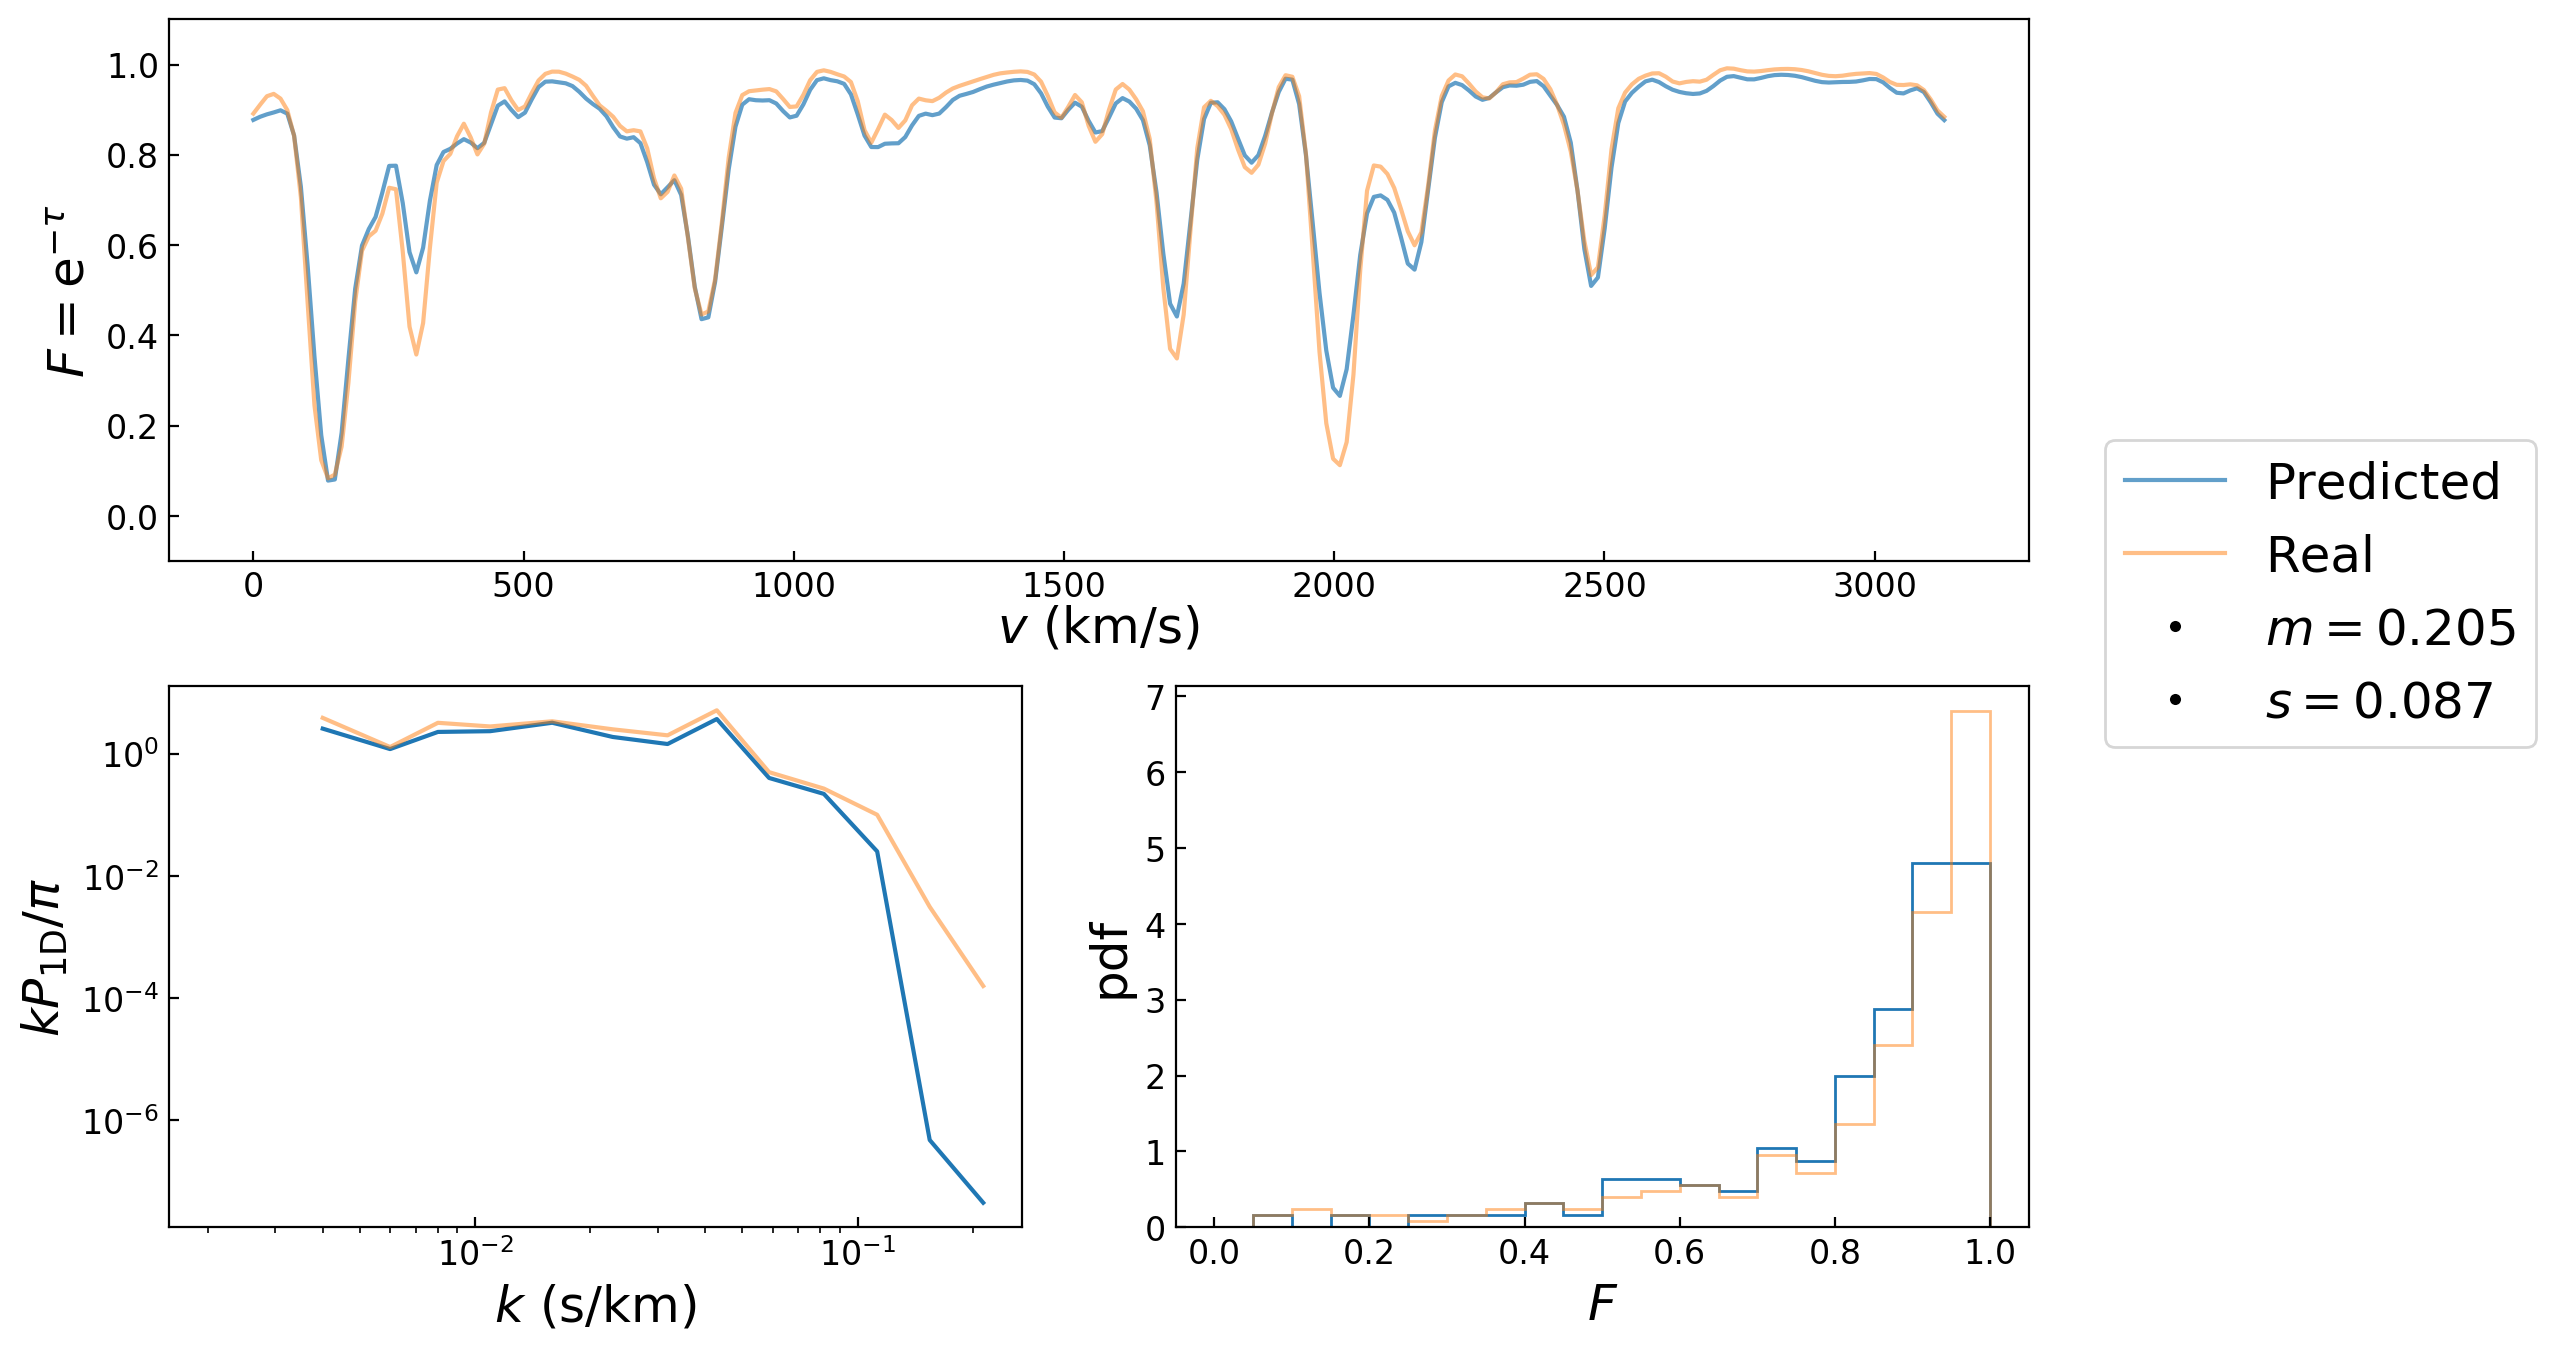 F = e^{−τ}
1.0
0.8
0.6
0.4
0.2
0.0
0 500 1000 1500 2000 2500 3000
v (km/s)
Predicted
Real
m = 0.205
s = 0.087
kP_{1D}/π
10^0
10^{−2}
10^{−4}
10^{−6}
10^{−2} 10^{−1}
k (s/km)
pdf
7
6
5
4
3
2
1
0
0.0 0.2 0.4 0.6 0.8 1.0
F